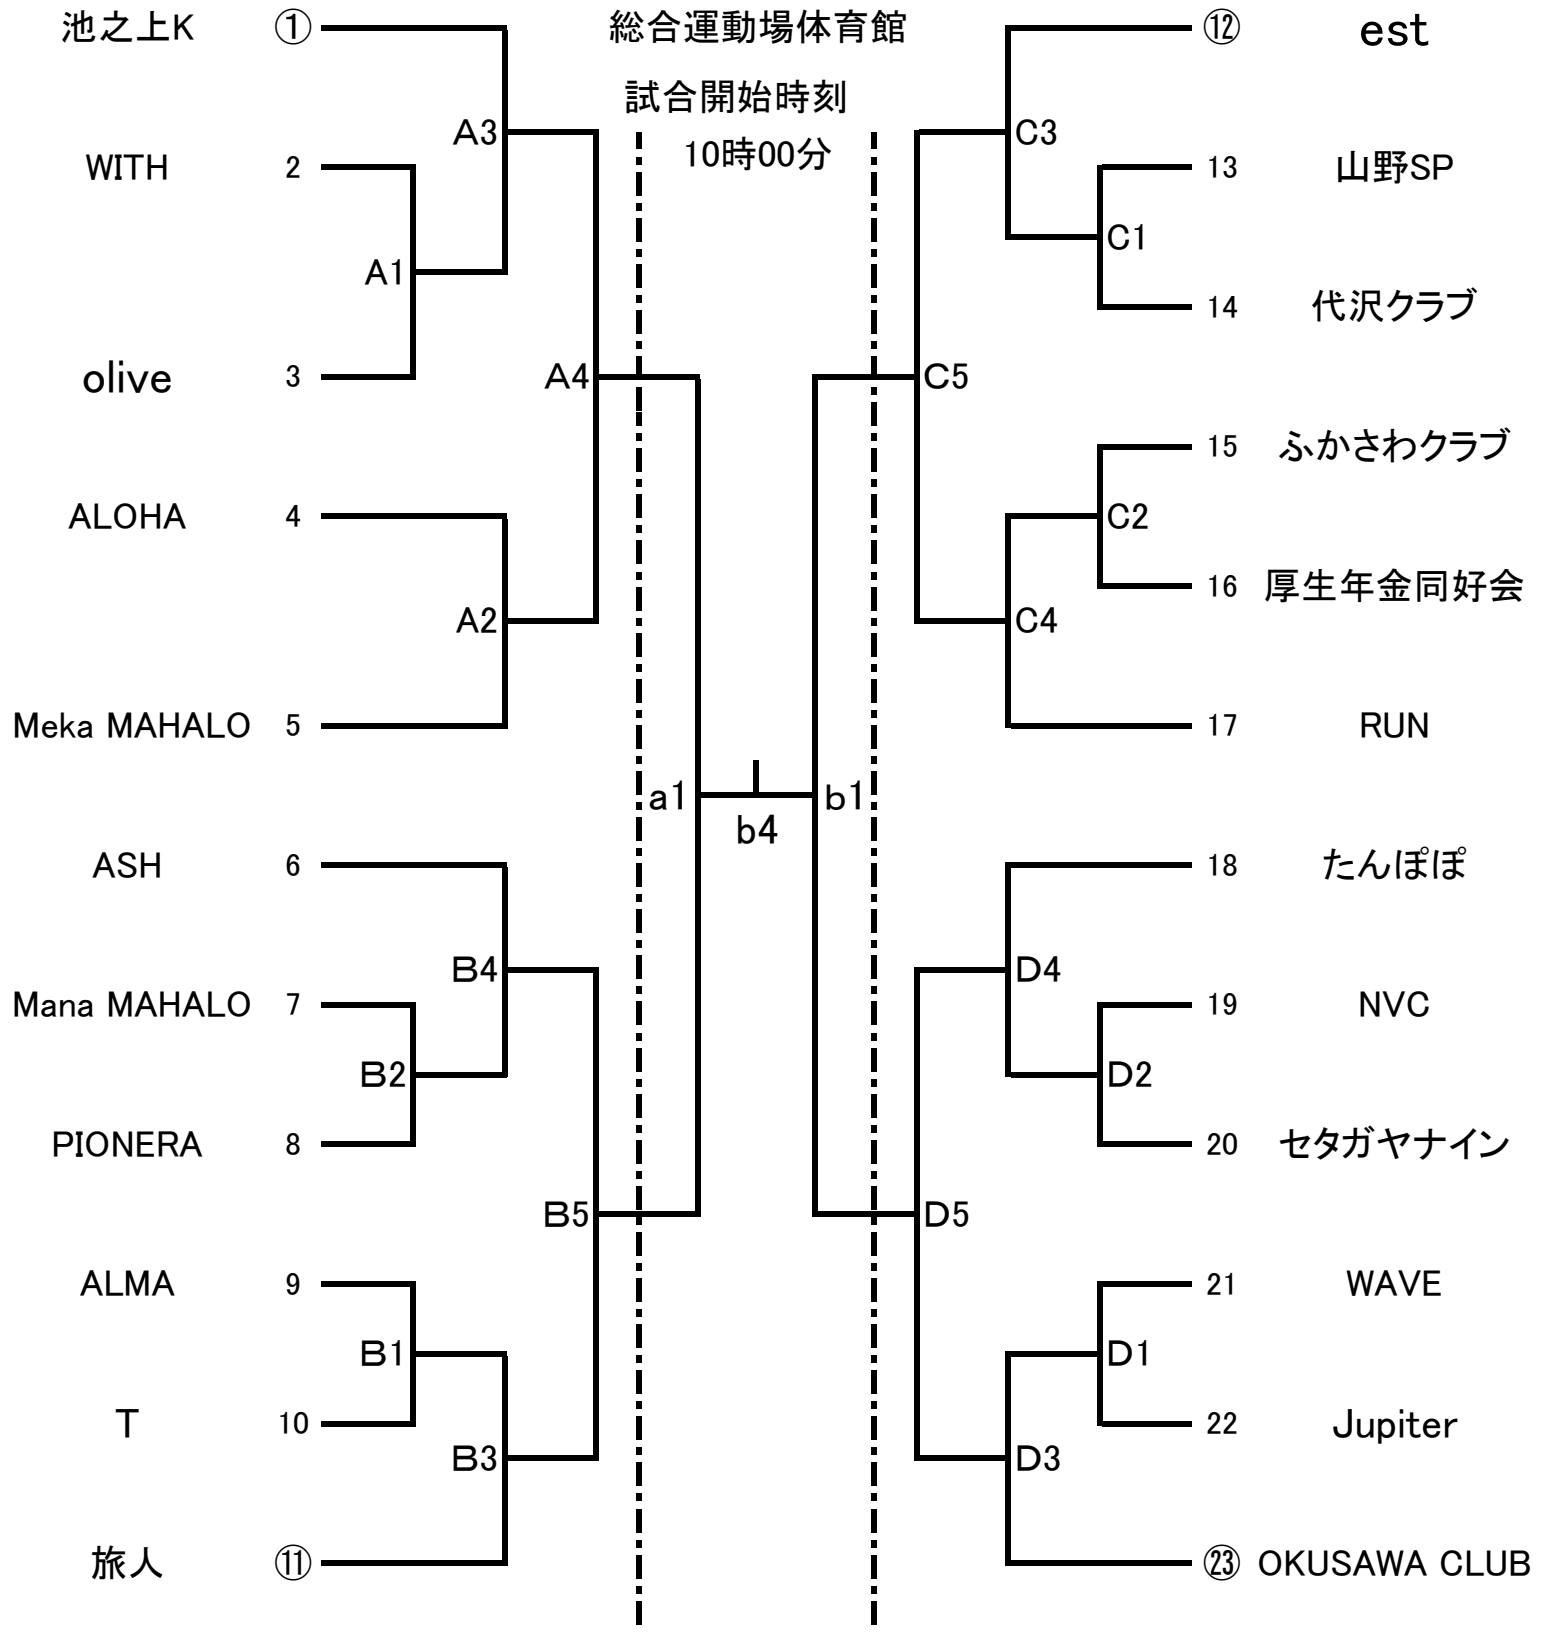 池之上K ① 総合運動場体育館 ⑫ est
試合開始時刻
A3 C3
10時00分
WITH 2 13 山野SP
C1
A1
14 代沢クラブ
olive 3 A4 C5
15 ふかさわクラブ
ALOHA 4 C2
16 厚生年金同好会
A2 C4
Meka MAHALO 5 17 RUN
a1 b1
b4
ASH 6 18 たんぽぽ
B4 D4
Mana MAHALO 7 19 NVC
B2 D2
PIONERA 8 20 セタガヤナイン
B5 D5
ALMA 9 21 WAVE
B1 D1
T 10 22 Jupiter
B3 D3
旅人 ⑪ ㉓ OKUSAWA CLUB